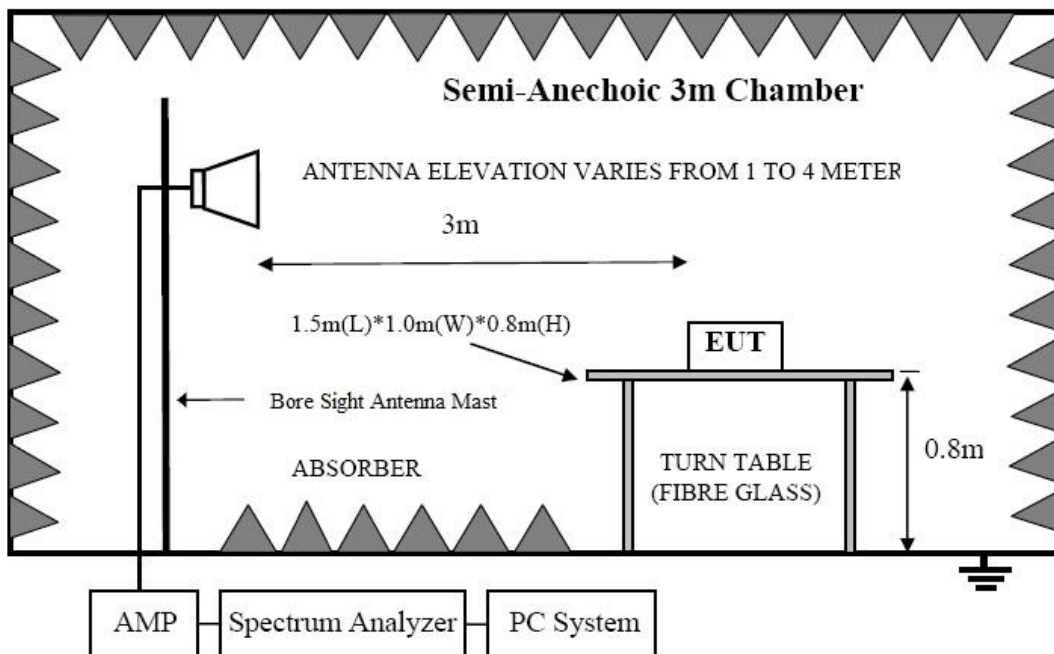 Semi-Anechoic 3m Chamber
ANTENNA ELEVATION VARIES FROM 1 TO 4 METER
3m
1.5m(L)*1.0m(W)*0.8m(H)
EUT
Bore Sight Antenna Mast
0.8m
ABSORBER
TURN TABLE
(FIBRE GLASS)
AMP
Spectrum Analyzer
PC System